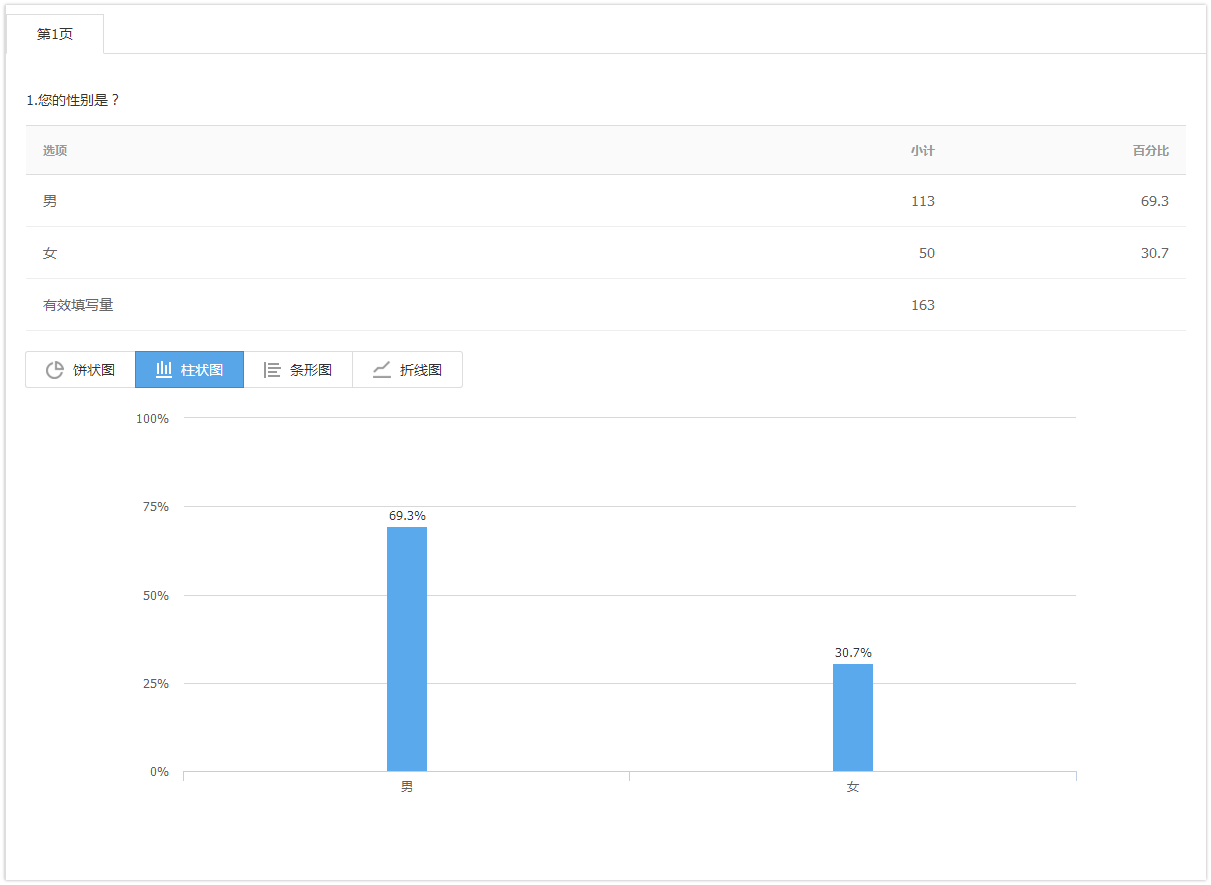 第1页
1.您的性别是？
选项 小计 百分比
男 113 69.3
女 50 30.7
有效填写量 163
饼状图 柱状图 条形图 折线图
100%
75%
69.3%
50%
30.7%
25%
0%
男 女